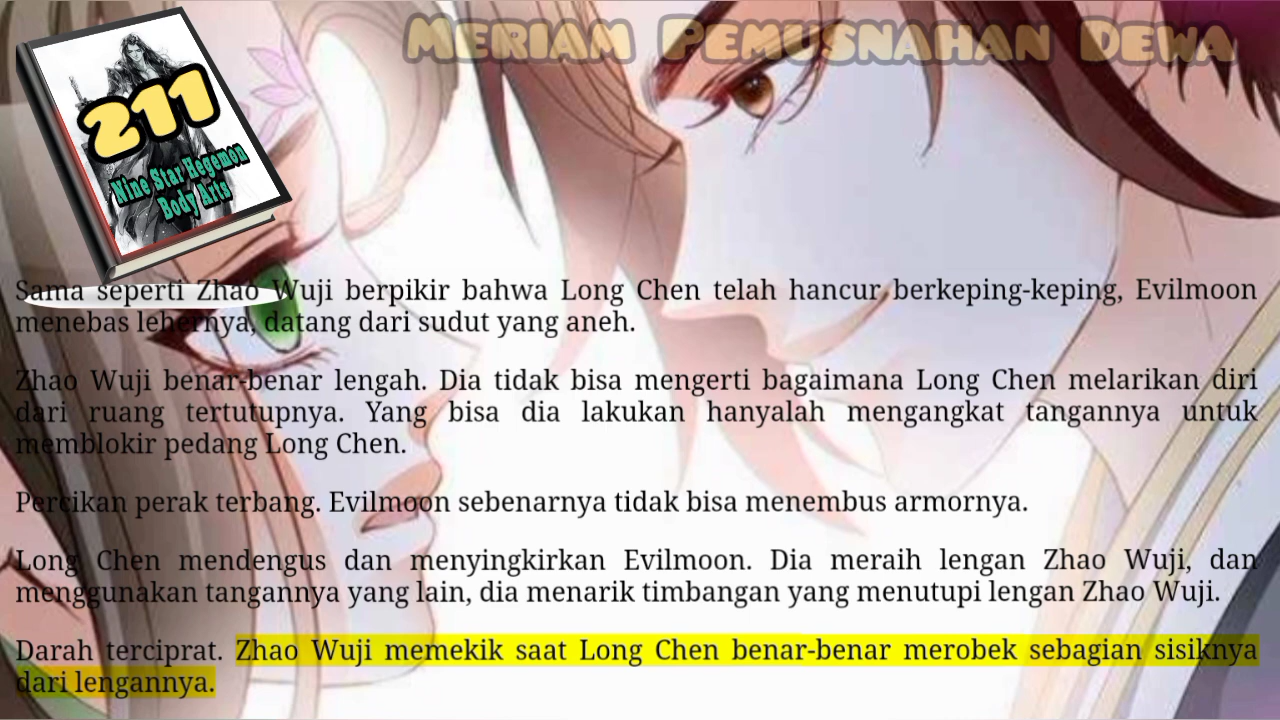 Meriam Pemusnahan Dewa
211
Nine Star Hegemon
Body Arts
Sama seperti Zhao Wuji berpikir bahwa Long Chen telah hancur berkeping-keping, Evilmoon
menebas lehernya, datang dari sudut yang aneh.
Zhao Wuji benar-benar lengah. Dia tidak bisa mengerti bagaimana Long Chen melarikan diri
dari ruang tertutupnya. Yang bisa dia lakukan hanyalah mengangkat tangannya untuk
memblokir pedang Long Chen.
Percikan perak terbang. Evilmoon sebenarnya tidak bisa menembus armornya.
Long Chen mendengus dan menyingkirkan Evilmoon. Dia meraih lengan Zhao Wuji, dan
menggunakan tangannya yang lain, dia menarik timbangan yang menutupi lengan Zhao Wuji.
Darah terciprat. Zhao Wuji memekik saat Long Chen benar-benar merobek sebagian sisiknya
dari lengannya.